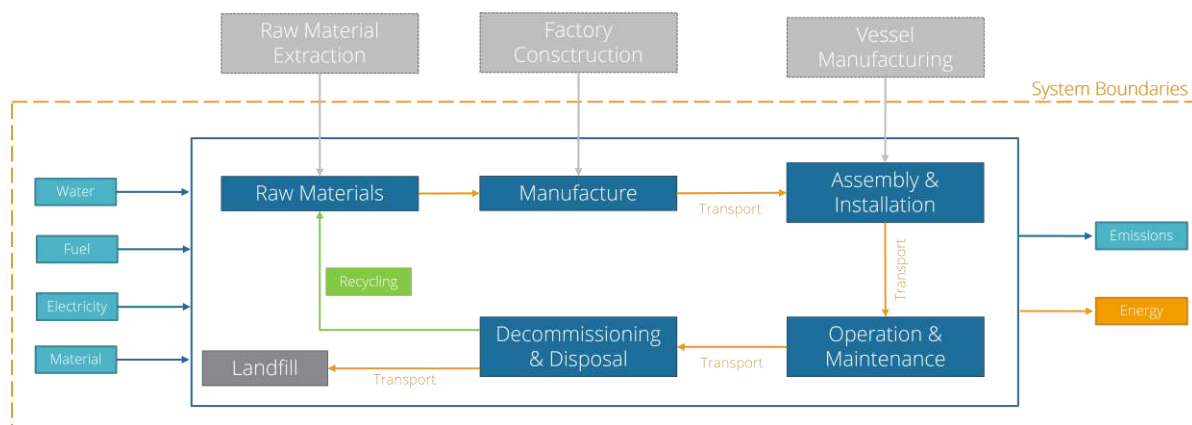 Raw Material
Extraction
Factory
Consctruction
Vessel
Manufacturing
System Boundaries
Water
Fuel
Electricity
Material
Raw Materials
Manufacture
Transport
Assembly &
Installation
Transport
Recycling
Landfill
Transport
Decommissioning
& Disposal
Transport
Operation &
Maintenance
Emissions
Energy